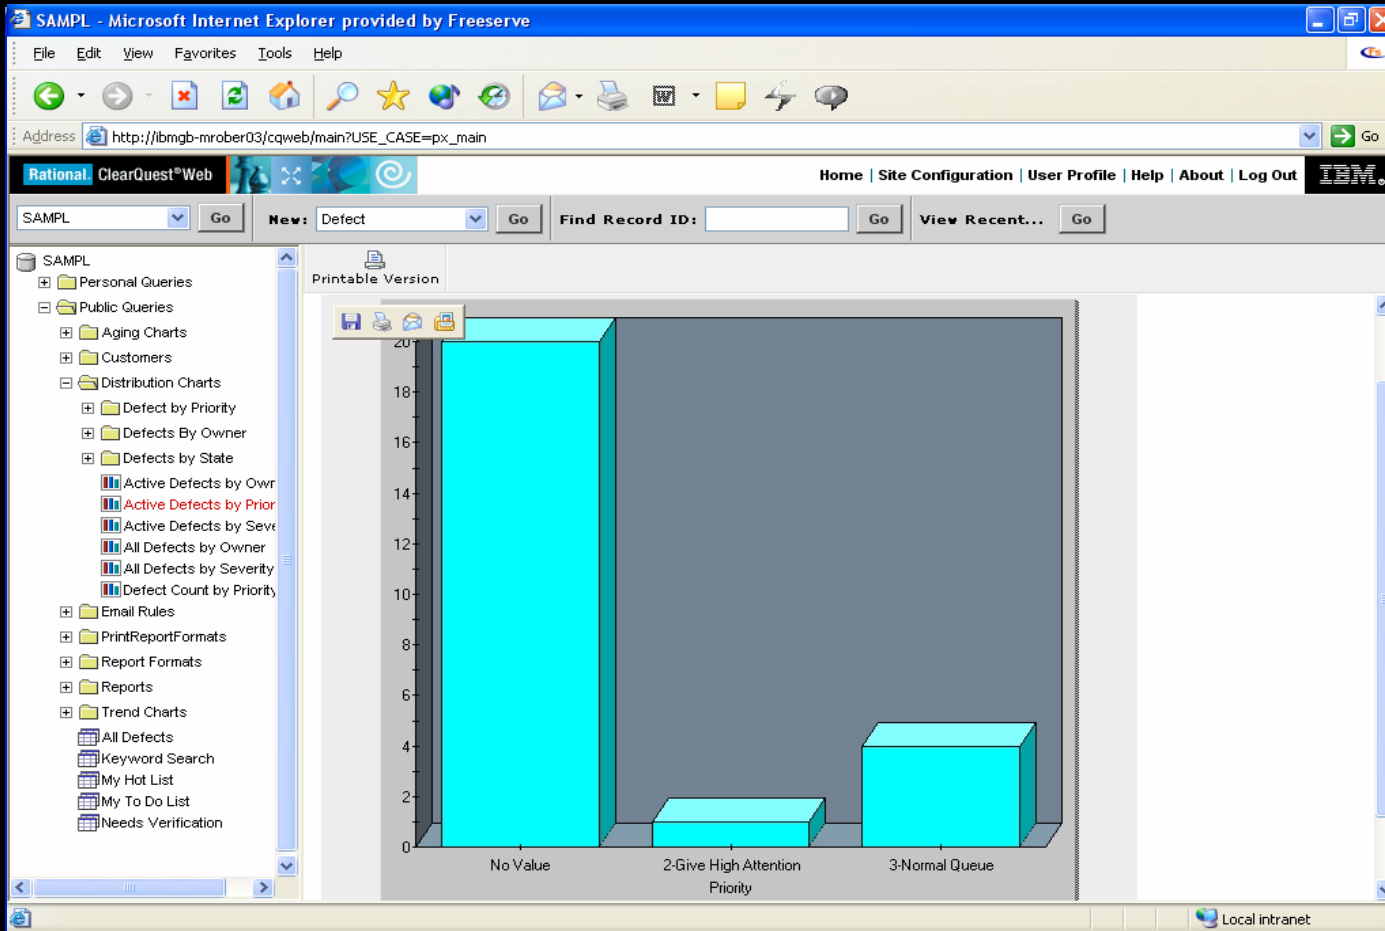 SAMPL - Microsoft Internet Explorer provided by Freeserve
File Edit View Favorites Tools Help
Address http://ibmgb-mrober03/cqweb/main?USE_CASE=px_main Go
Rational. ClearQuest®Web Home | Site Configuration | User Profile | Help | About | Log Out IBM
SAMPL Go New: Defect Go Find Record ID: Go View Recent... Go
Printable Version
SAMPL
Personal Queries
Public Queries
Aging Charts
Customers
Distribution Charts
Defect by Priority
Defects By Owner
Defects by State
Active Defects by Owr
Active Defects by Prior
Active Defects by Seve
All Defects by Owner
All Defects by Severity
Defect Count by Priority
Email Rules
PrintReportFormats
Report Formats
Reports
Trend Charts
All Defects
Keyword Search
My Hot List
My To Do List
Needs Verification
20
18
16
14
12
10
8
6
4
2
0
No Value 2-Give High Attention 3-Normal Queue
Priority
Local intranet